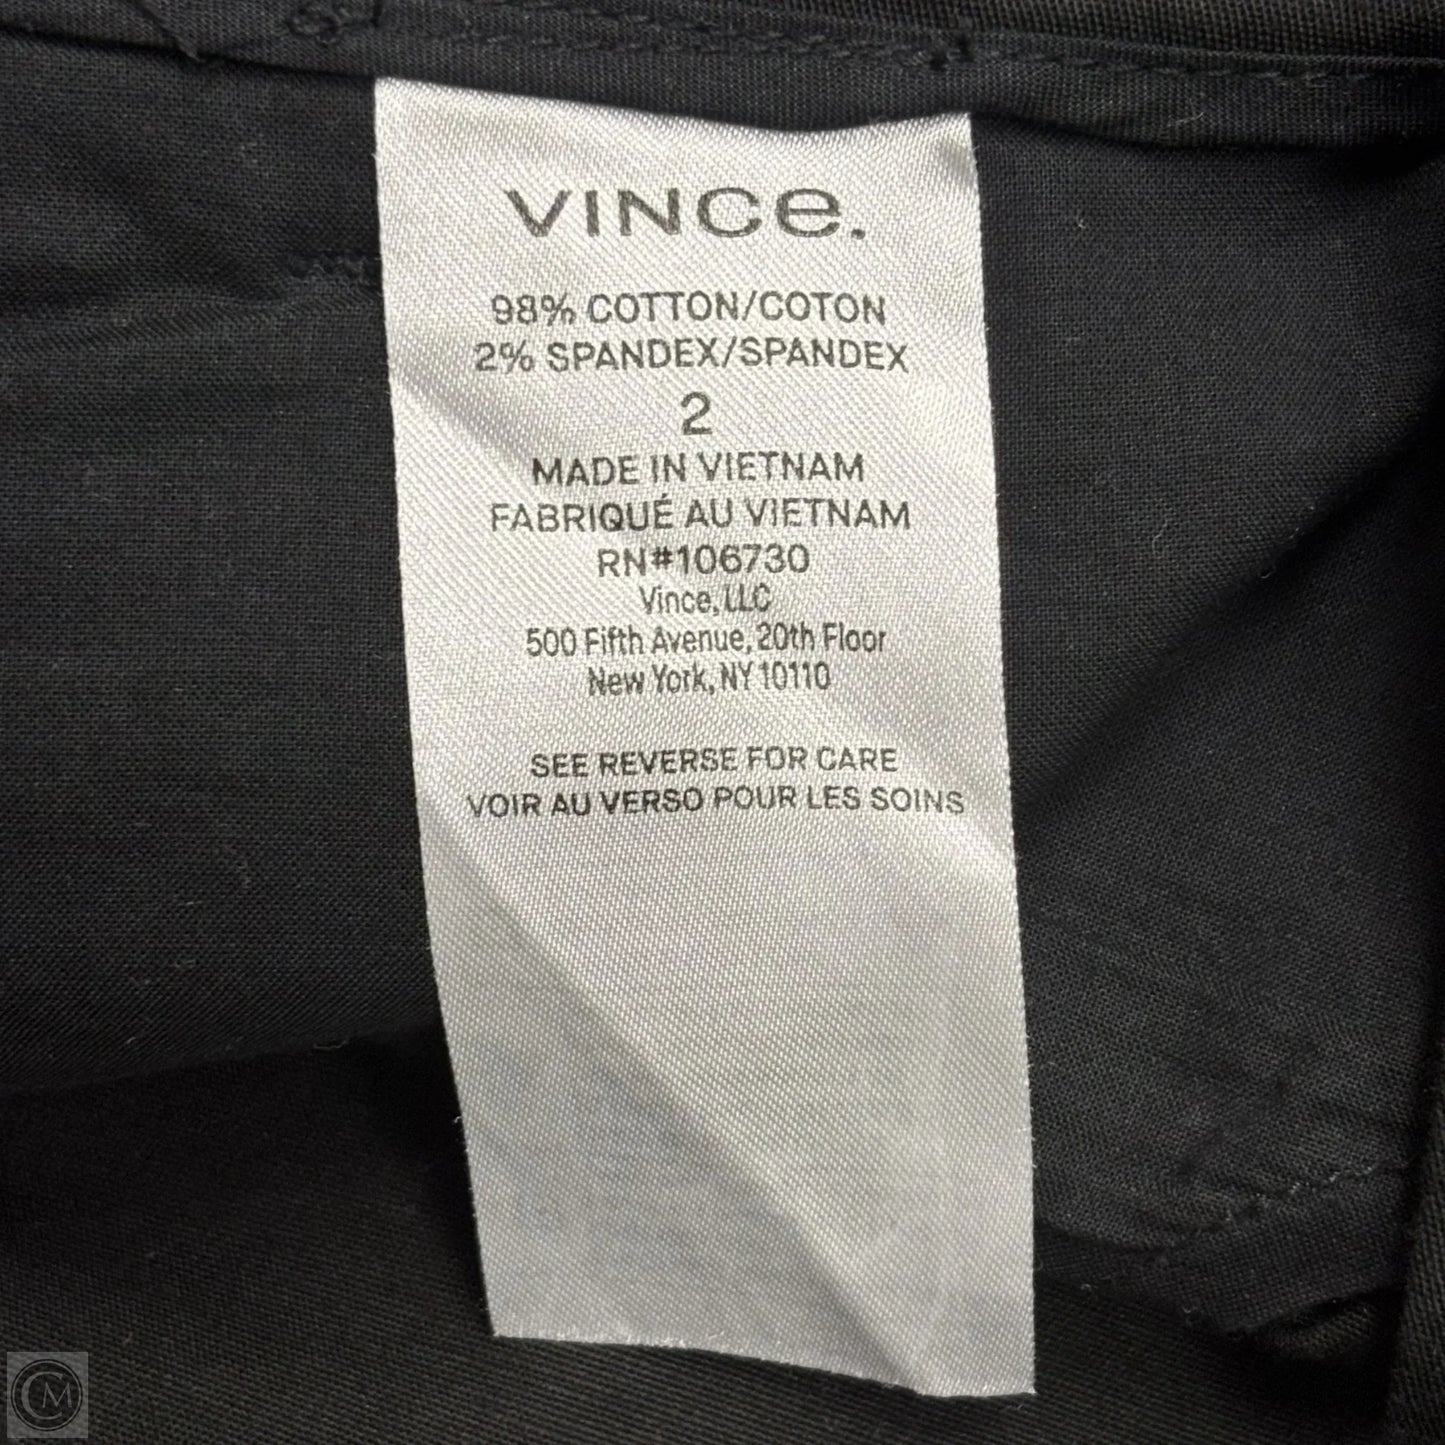 VINCe.
98% COTTON/COTON
2% SPANDEX/SPANDEX
2
MADE IN VIETNAM
FABRIQUÉ AU VIETNAM
RN#106730
Vince, LLC
500 Fifth Avenue, 20th Floor
New York, NY 10110
SEE REVERSE FOR CARE
VOIR AU VERSO POUR LES SOINS
CM